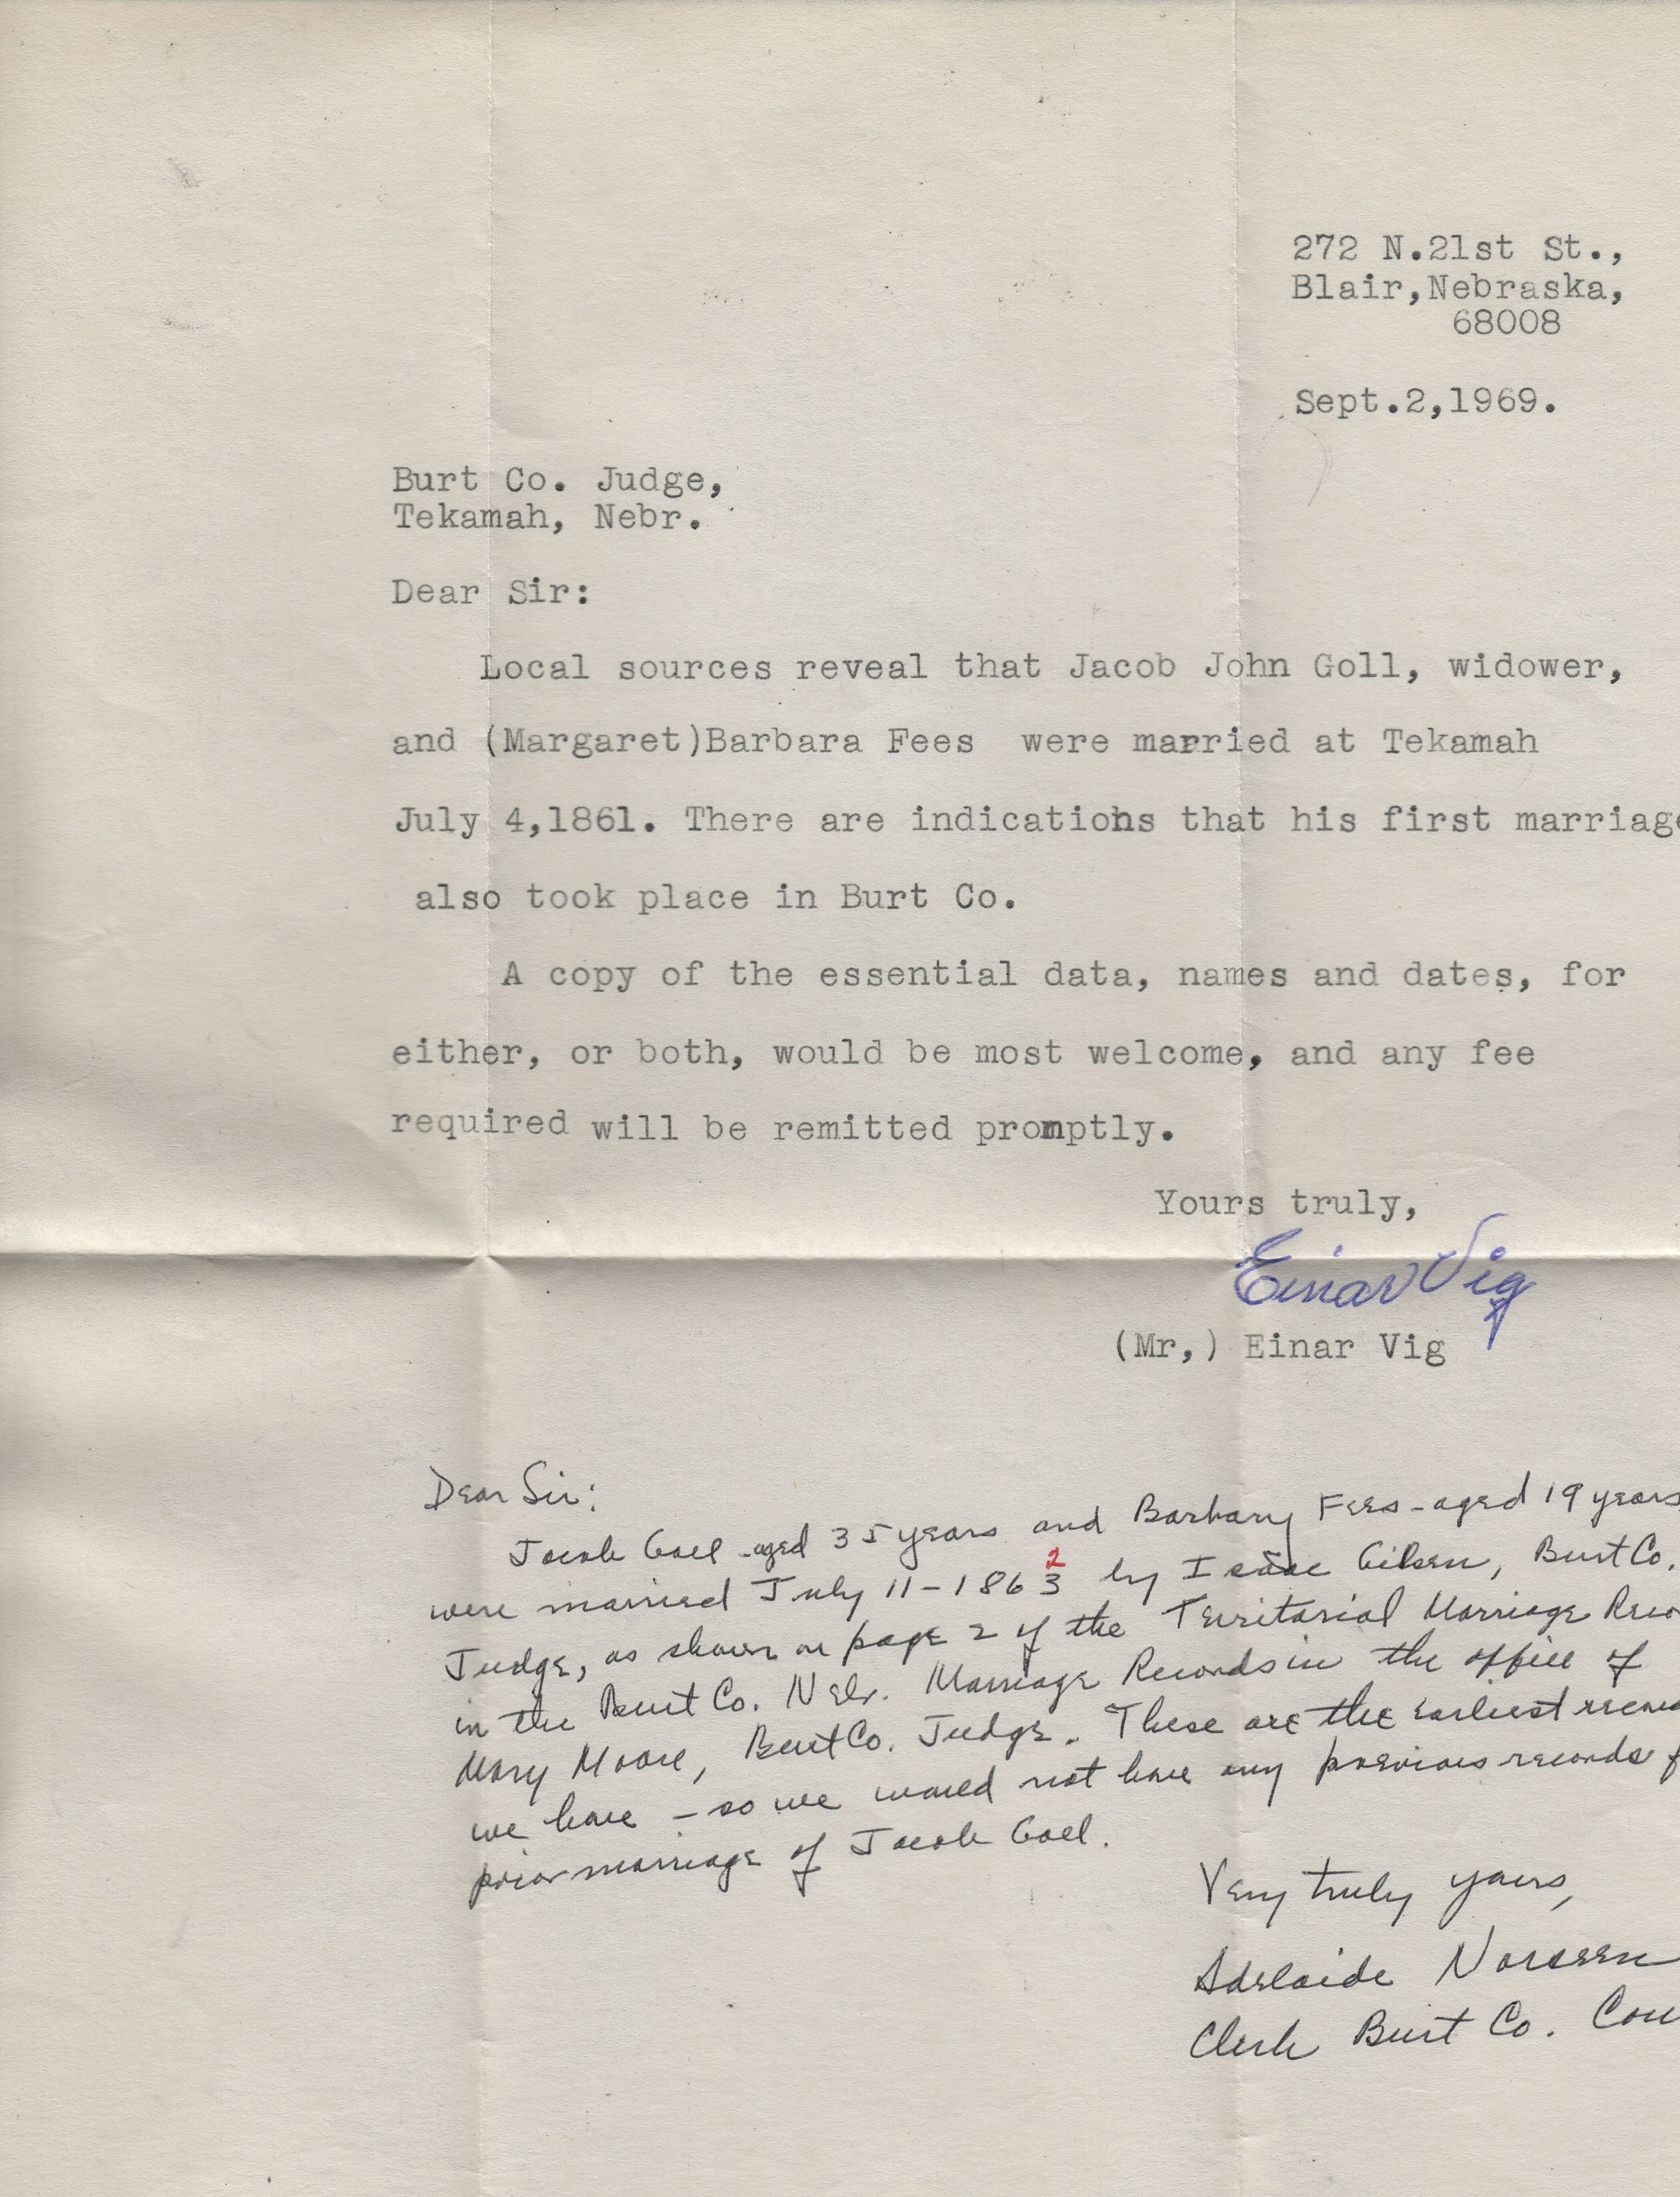 272 N.21st St.,
Blair,Nebraska,
68008
Sept.2,1969.
Burt Co. Judge,
Tekamah, Nebr.
Dear Sir:
Local sources reveal that Jacob John Goll, widower,
and (Margaret)Barbara Fees were married at Tekamah
July 4,1861. There are indications that his first marriage
also took place in Burt Co.
A copy of the essential data, names and dates, for
either, or both, would be most welcome, and any fee
required will be remitted promptly.
Yours truly,
Einar Vig
(Mr,) Einar Vig
Dear Sir:
Jacob Goll - aged 35 years and Barbary Fees - aged 19 years
2
were married July 11 - 1863 by Isaac Gilson, Burt Co.
Judge, as shown on page 2 of the Territorial Marriage Reco
in the Burt Co. Nebr. Marriage Records in the office of
Mary Moore, Burt Co. Judge. These are the earliest
we have - so we would not have any previous records f
prior marriage of Jacob Goll.
Very truly yours,
Adelaide
Clerk Burt Co. Cou